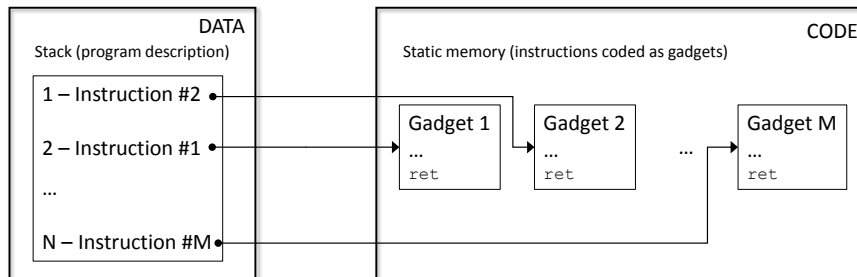 DATA
Stack (program description)
1 – Instruction #2
2 – Instruction #1
...
N – Instruction #M
CODE
Static memory (instructions coded as gadgets)
Gadget 1
...
ret
Gadget 2
...
ret
...
Gadget M
...
ret